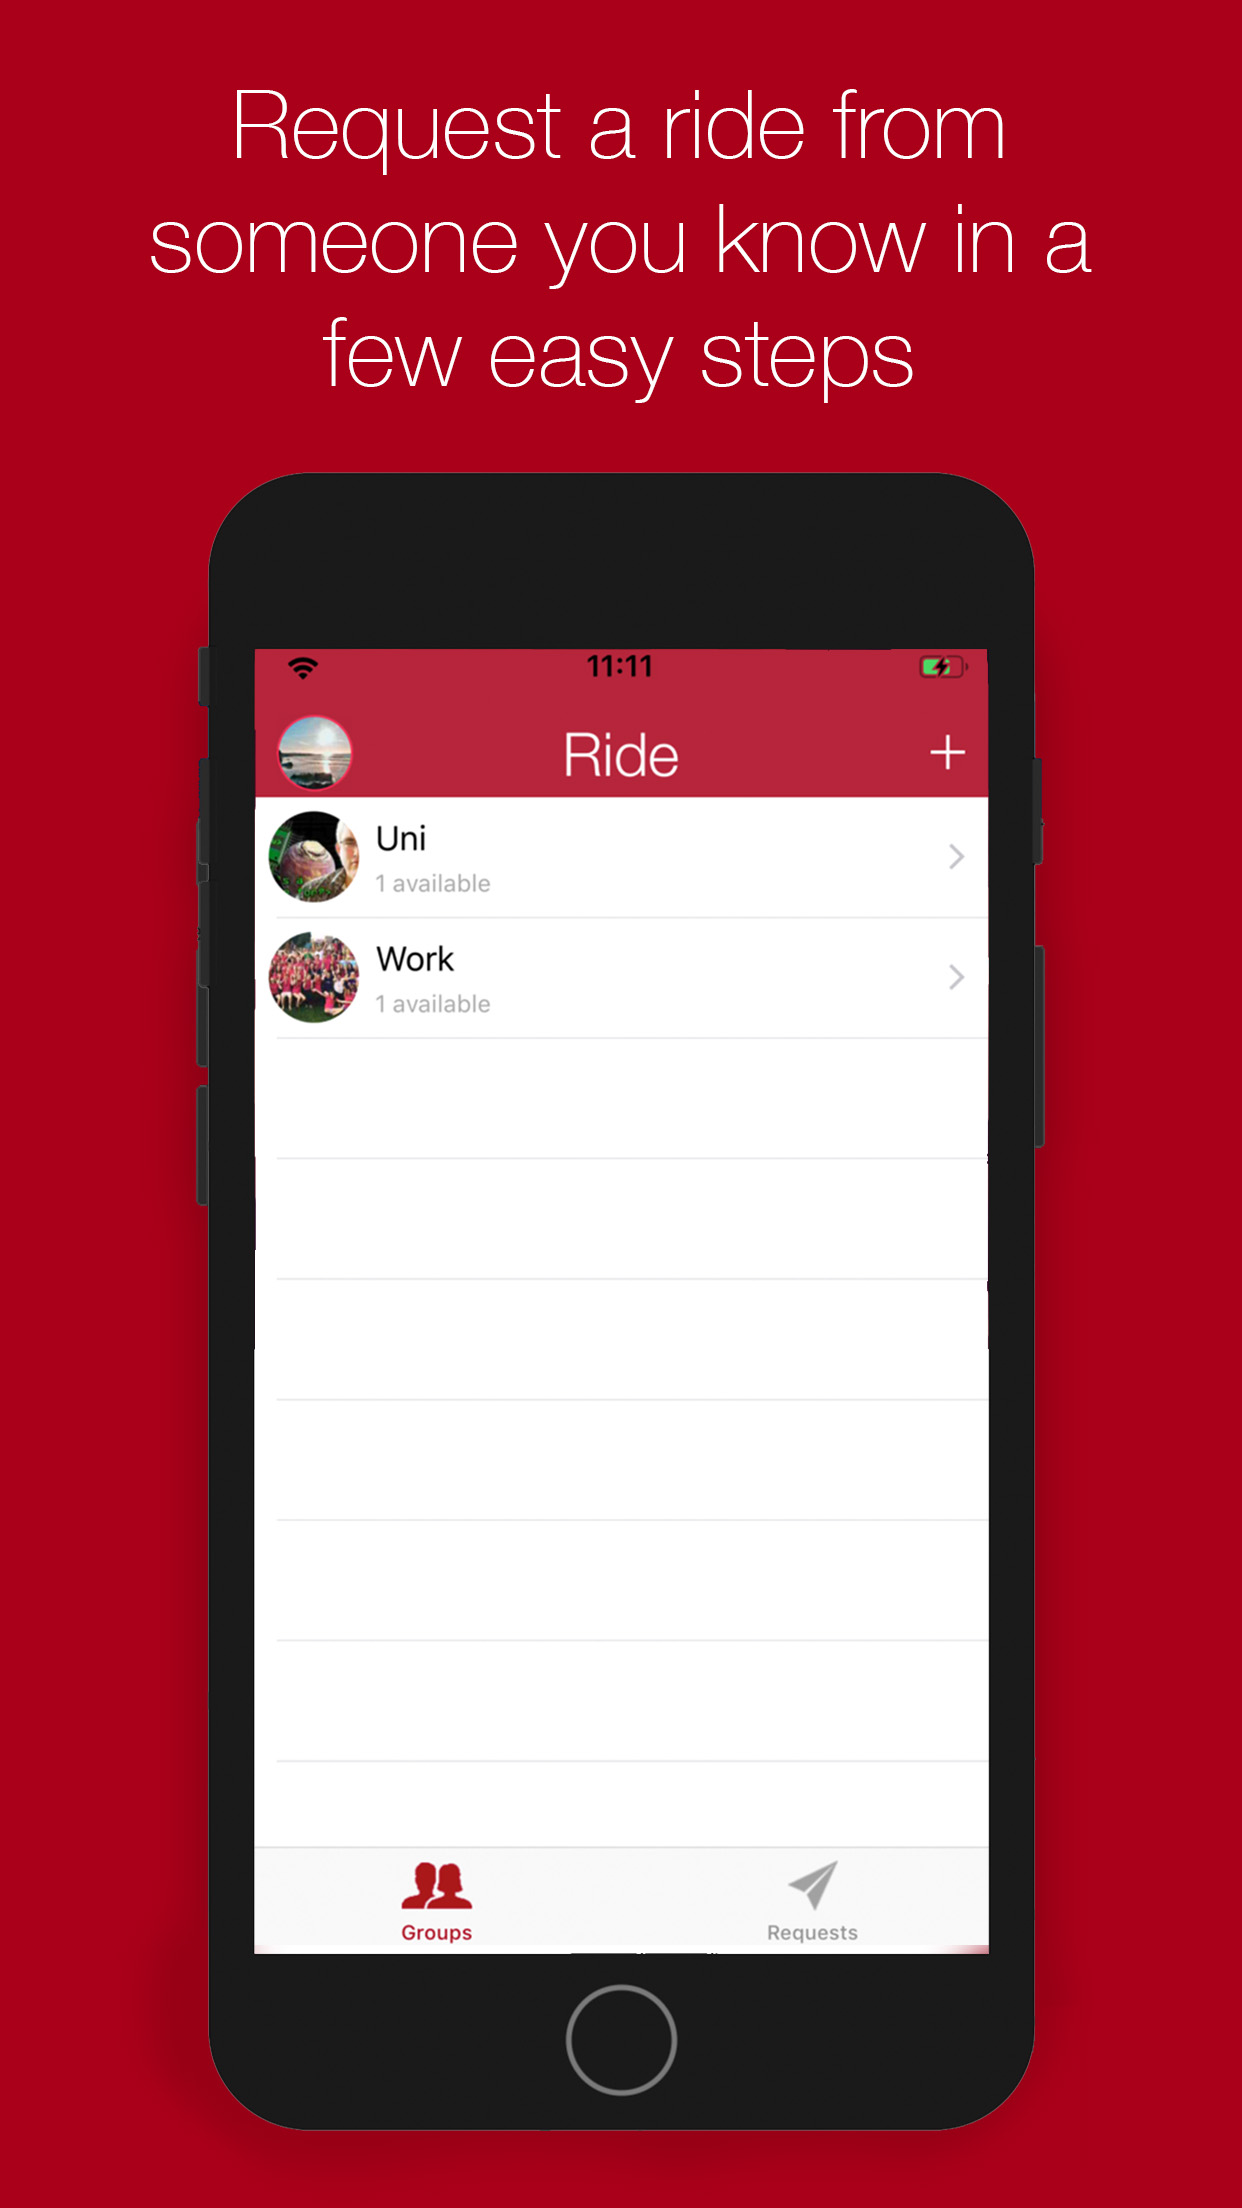 Request a ride from
someone you know in a
few easy steps
11:11
Ride
Uni
1 available
Work
1 available
Groups
Requests